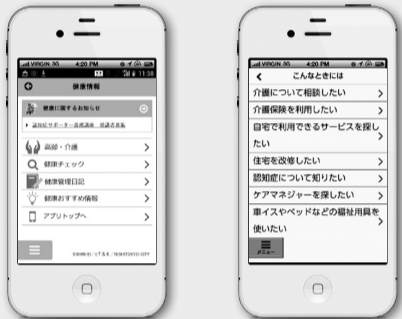 VIRGIN 3G 4:20 PM
11:38
健康情報
健康に関するお知らせ
認知症サポーター養成講座 受講者募集
高齢・介護
健康チェック
健康管理日記
健康おすすめ情報
アプリトップへ
NISHITOKYO-CITY
VIRGIN 3G 4:20 PM
こんなときには
介護について相談したい
介護保険を利用したい
自宅で利用できるサービスを探し
たい
住宅を改修したい
認知症について知りたい
ケアマネジャーを探したい
車イスやベッドなどの福祉用具を
使いたい
メニュー